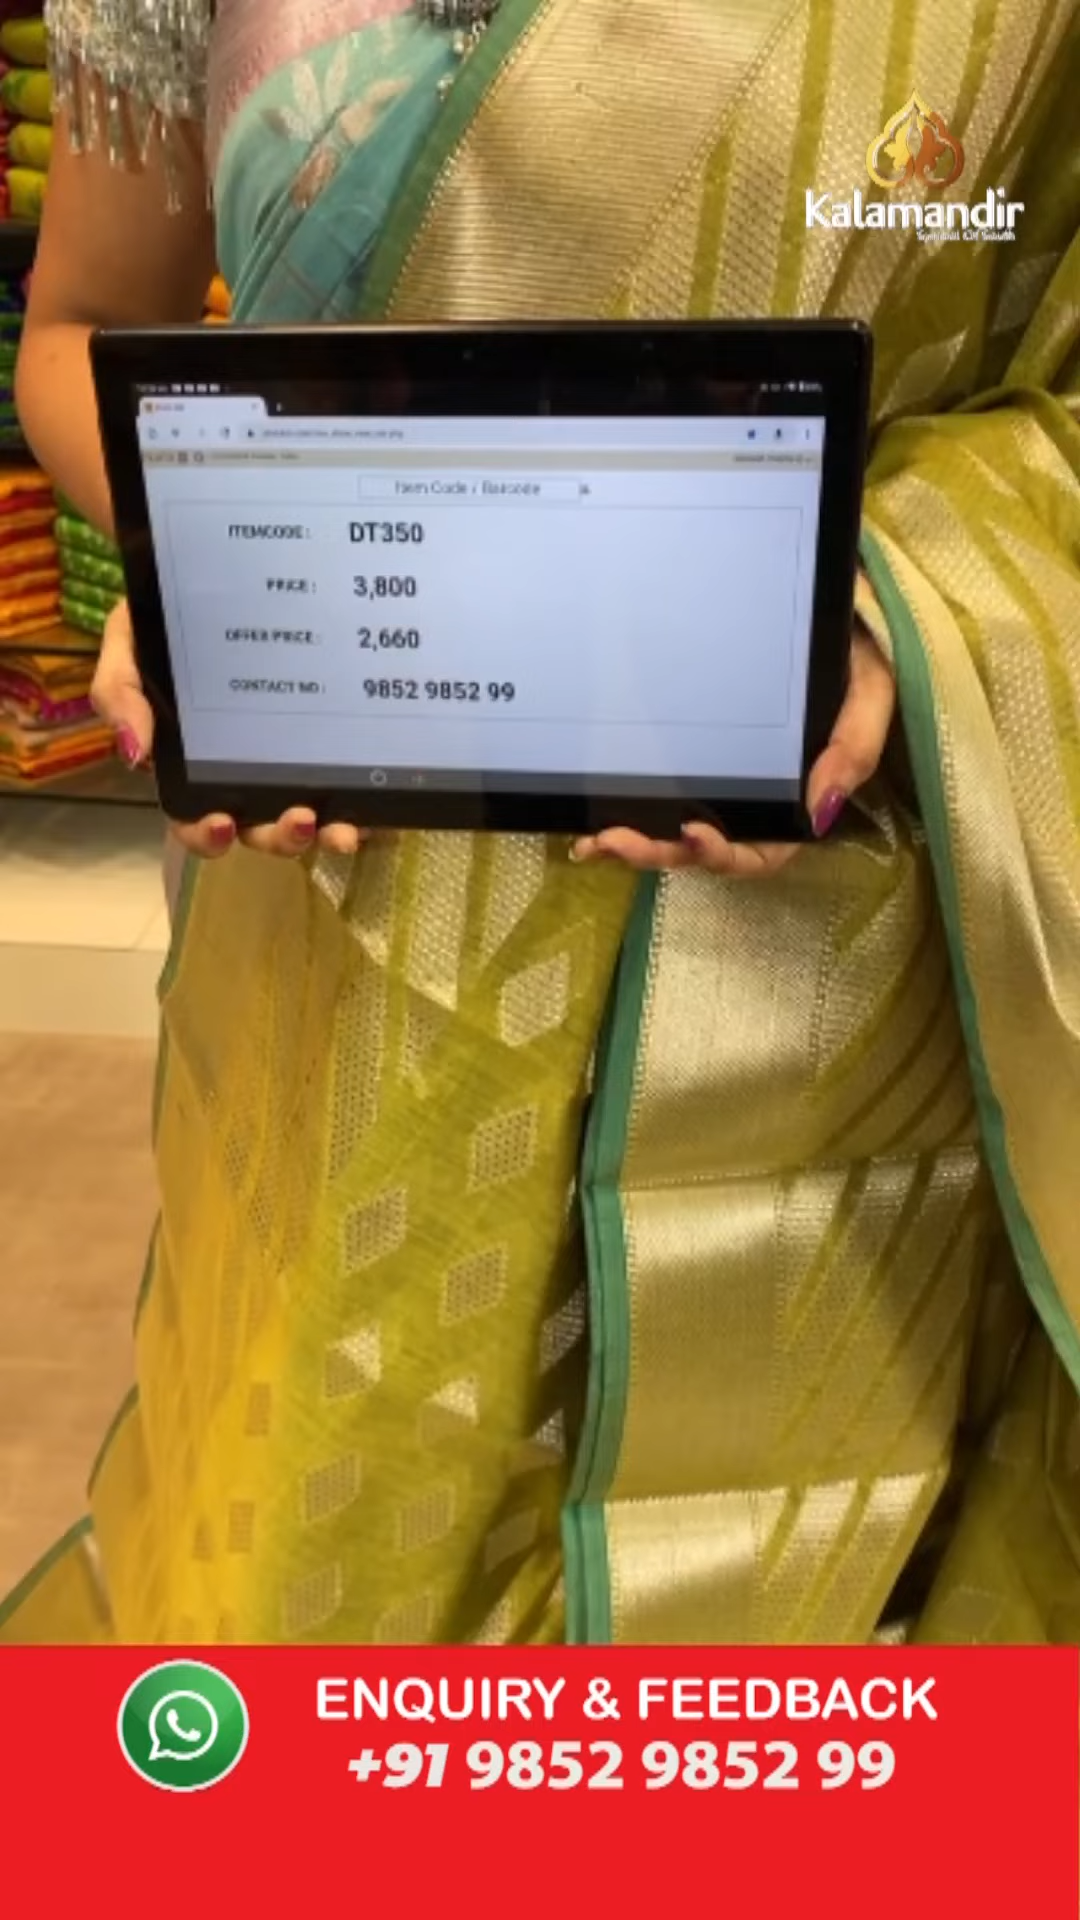 Kalamandir
Item Code / Barcode
ITEMCODE : DT350
PRICE : 3,800
OFFER PRICE : 2,660
CONTACT NO : 9852 9852 99
ENQUIRY & FEEDBACK
+91 9852 9852 99